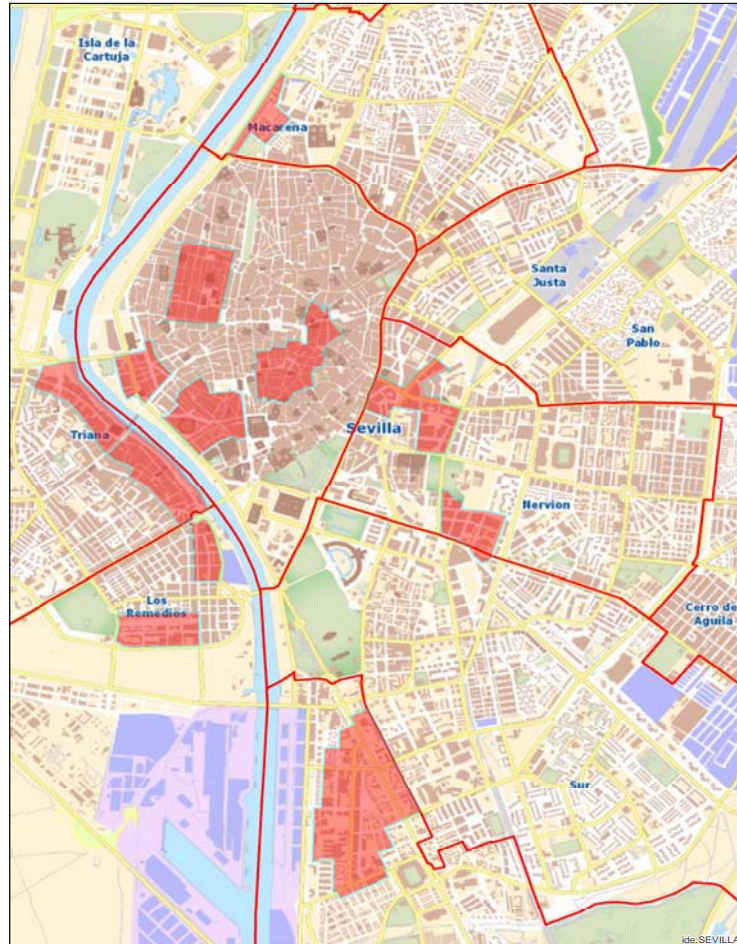 Isla de la
Cartuja
Macarena
Santa
Justa
San
Pablo
Sevilla
Triana
Nervion
Los
Remedios
Cerro de
Aguila
Sur
ide.SEVILLA